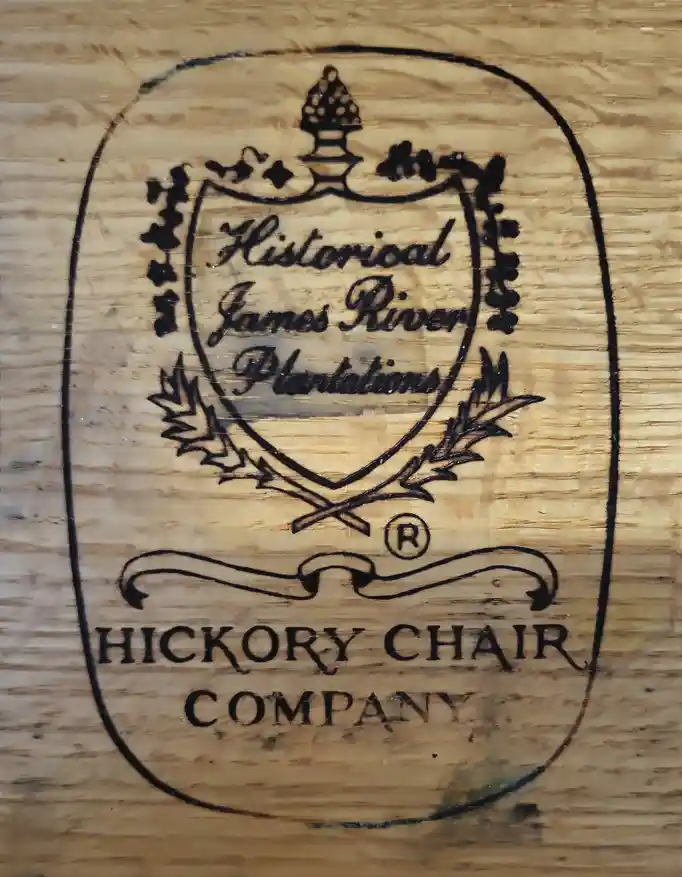 Historical
James River
Plantations
®
HICKORY CHAIR
COMPANY